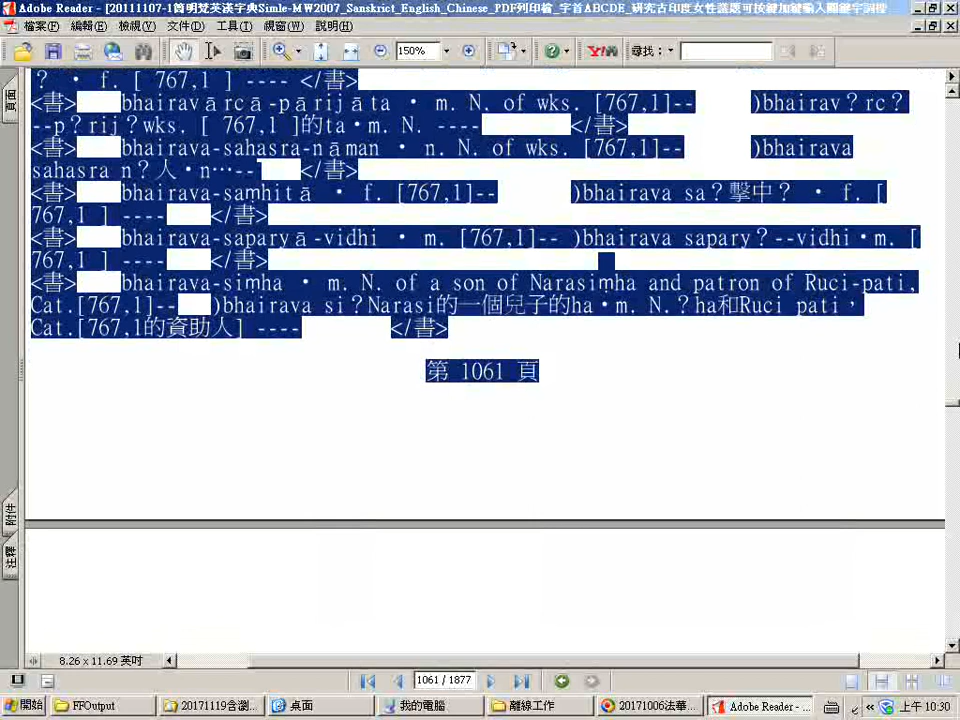 Adobe Reader - [20111107-1簡明梵英漢字典Simle-MW2007_Sanskrict_English_Chinese_PDF列印檔_字首ABCDE_研究古印度女性議題可按鍵加鍵輸入關鍵字詞搜
檔案(F) 編輯(E) 檢視(V) 文件(D) 工具(T) 視窗(W) 說明(H)
150% 尋找:
頁面
? · f. [ 767,1 ] ---- </書>
<書> bhairavārcā-pārijāta · m. N. of wks. [767,1]-- )bhairav?rc?
--p?rij?wks. [ 767,1 ]的ta·m. N. ---- </書>
<書> bhairava-sahasra-nāman · n. N. of wks. [767,1]-- )bhairava
sahasra n?人·n…--- </書>
<書> bhairava-saṃhitā · f. [767,1]-- )bhairava sa?擊中? · f. [
767,1 ] ---- </書>
<書> bhairava-saparyā-vidhi · m. [767,1]-- )bhairava sapary?--vidhi·m. [
767,1 ] ---- </書>
<書> bhairava-siṃha · m. N. of a son of Narasiṃha and patron of Ruci-pati,
Cat.[767,1]-- )bhairava si?Narasi的一個兒子的ha·m. N.?ha和Ruci pati,
Cat.[767,1的資助人] ---- </書>
第 1061 頁
附件
注釋
8.26 x 11.69 英吋
1061 / 1877
開始 FFOutput 20171119含瀏... 桌面 我的電腦 離線工作 20171006法華... Adobe Reader - ... 上午 10:30